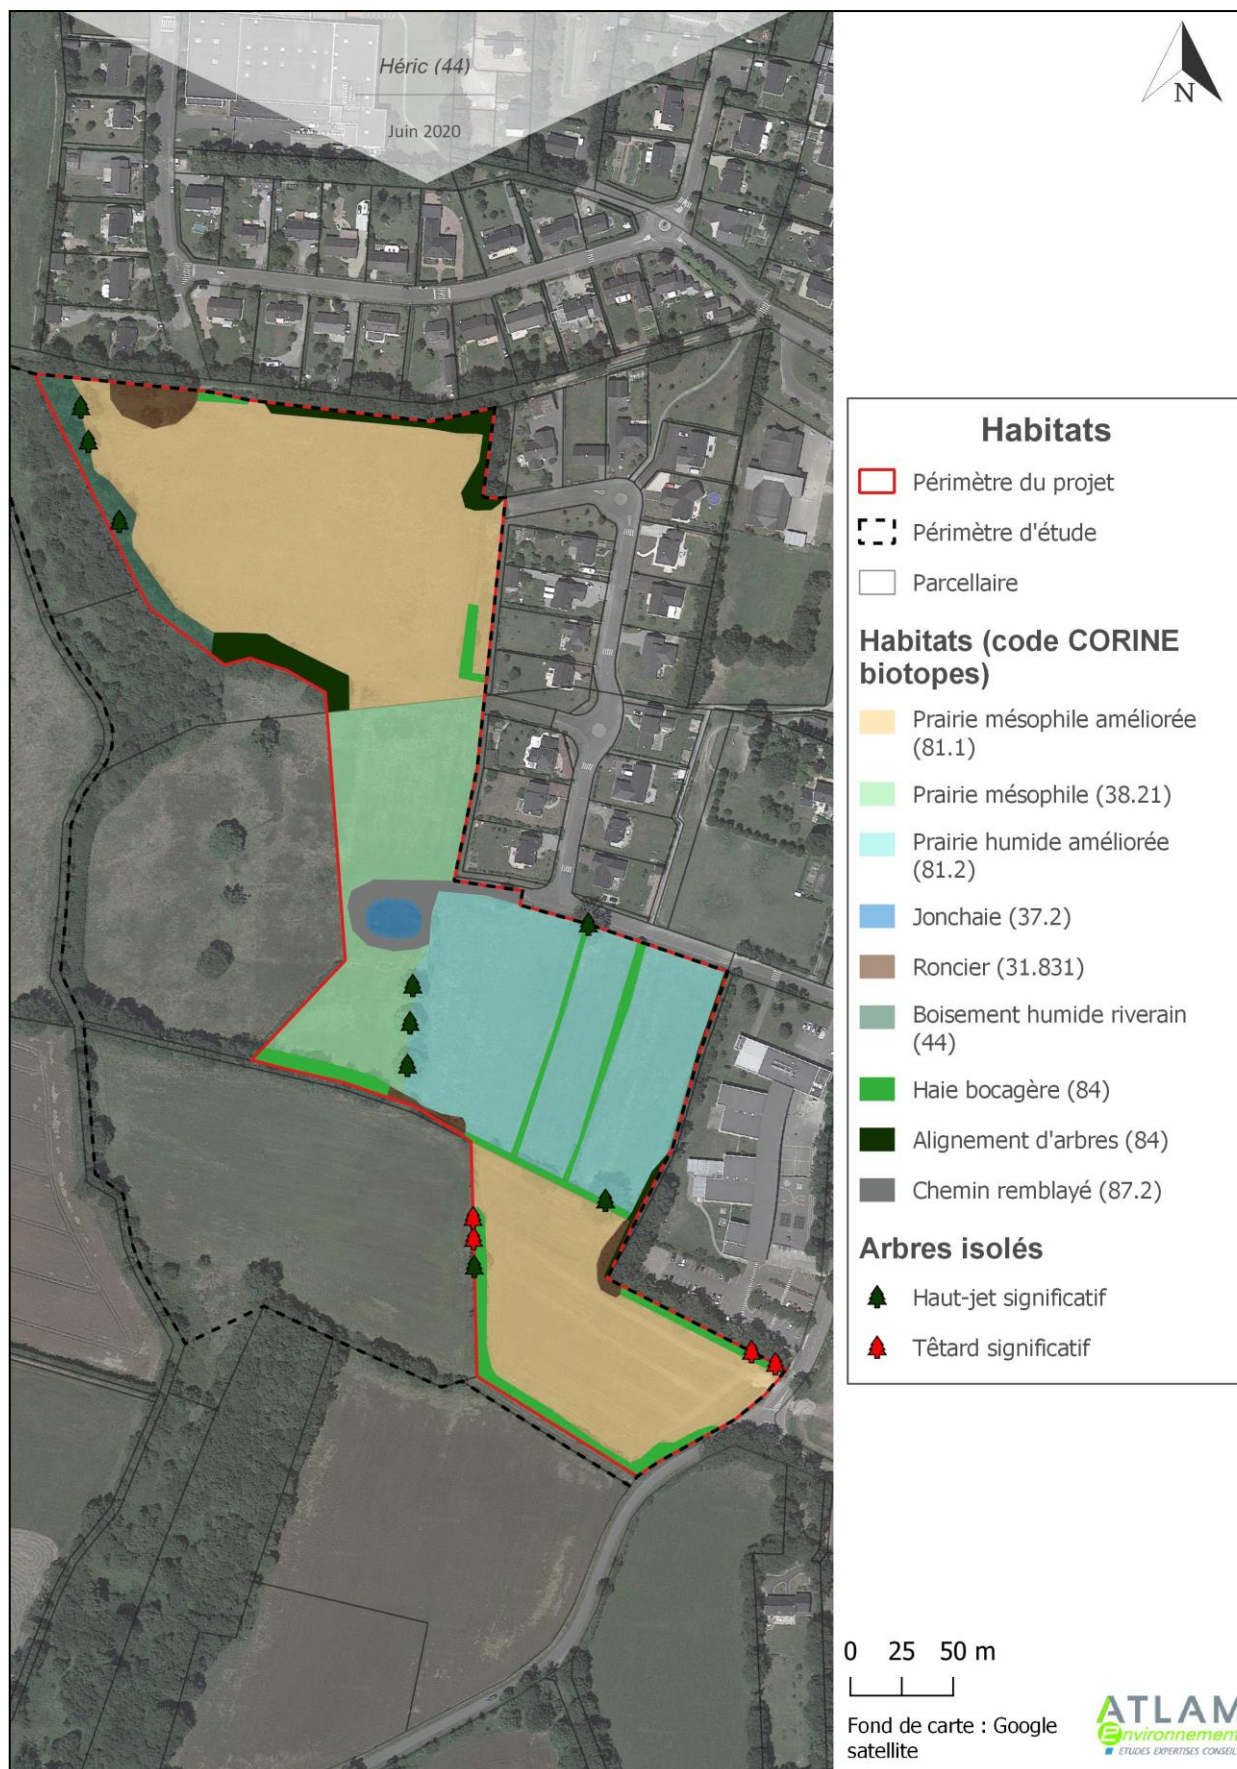 Héric (44)
Juin 2020
N
Habitats
Périmètre du projet
Périmètre d'étude
Parcellaire
Habitats (code CORINE
biotopes)
Prairie mésophile améliorée
(81.1)
Prairie mésophile (38.21)
Prairie humide améliorée
(81.2)
Jonchaie (37.2)
Roncier (31.831)
Boisement humide riverain
(44)
Haie bocagère (84)
Alignement d'arbres (84)
Chemin remblayé (87.2)
Arbres isolés
Haut-jet significatif
Têtard significatif
0 25 50 m
Fond de carte : Google
satellite
ATLAM
Environnement
ETUDES EXPERTISES CONSEIL